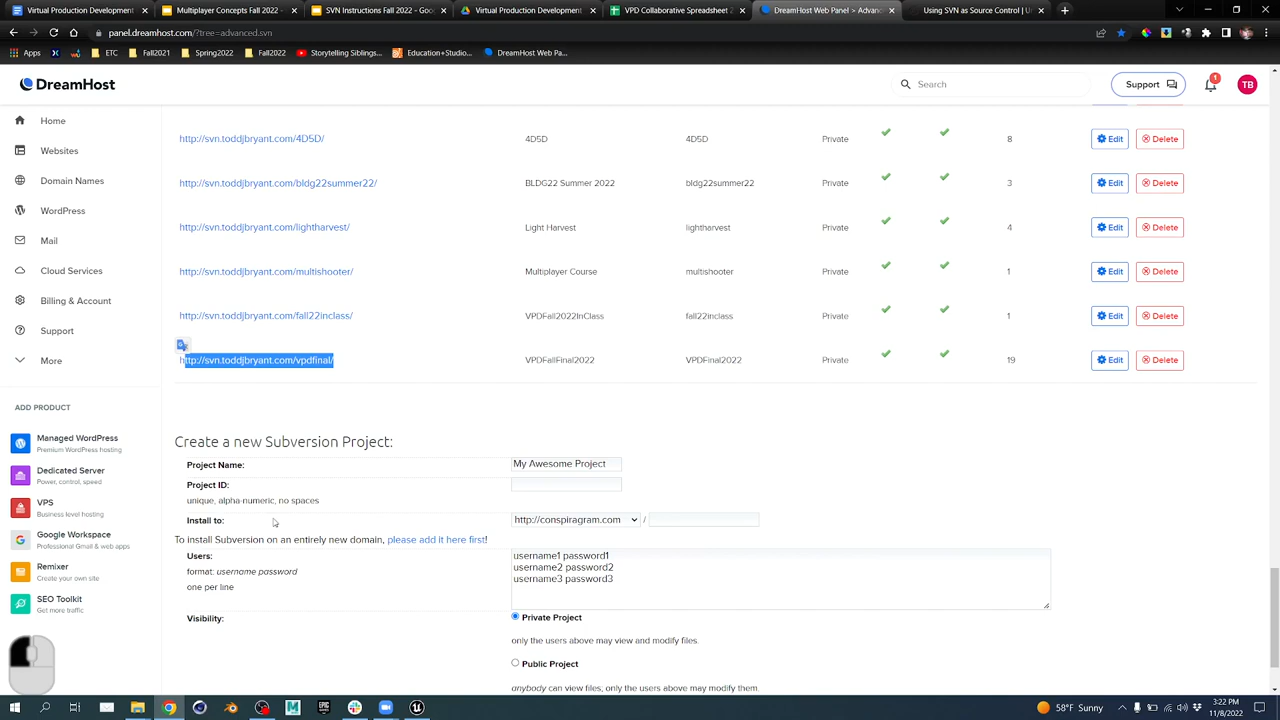 Virtual Production Developmen
Multiplayer Concepts Fall 2022 -
SVN Instructions Fall 2022 - Goo
Virtual Production Development
VPD Collaborative Spreadsheet 2
DreamHost Web Panel > Advanc
Using SVN as Source Control | U
panel.dreamhost.com/?tree=advanced.svn
Apps
ETC
Fall2021
Spring2022
Fall2022
Storytelling Siblings...
Education+Studio...
DreamHost Web Pa...
DreamHost
Search
Support
1
TB
Home
Websites
Domain Names
WordPress
Mail
Cloud Services
Billing & Account
Support
More
ADD PRODUCT
Managed WordPress
Premium WordPress hosting
Dedicated Server
Power, control, speed
VPS
Business level hosting
Google Workspace
Professional Gmail & web apps
Remixer
Create your own site
SEO Toolkit
Get more traffic
http://svn.toddjbryant.com/4D5D/ 4D5D 4D5D Private 8 Edit Delete
http://svn.toddjbryant.com/bldg22summer22/ BLDG22 Summer 2022 bldg22summer22 Private 3 Edit Delete
http://svn.toddjbryant.com/lightharvest/ Light Harvest lightharvest Private 4 Edit Delete
http://svn.toddjbryant.com/multishooter/ Multiplayer Course multishooter Private 1 Edit Delete
http://svn.toddjbryant.com/fall22inclass/ VPDFall2022InClass fall22inclass Private 1 Edit Delete
http://svn.toddjbryant.com/vpdfinal/ VPDFallFinal2022 VPDFinal2022 Private 19 Edit Delete
Create a new Subversion Project:
Project Name: My Awesome Project
Project ID:
unique, alpha-numeric, no spaces
Install to: http://conspiragram.com /
To install Subversion on an entirely new domain, please add it here first!
Users:
format: username password
one per line
username1 password1
username2 password2
username3 password3
Visibility:
Private Project
only the users above may view and modify files.
Public Project
anybody can view files; only the users above may modify them.
58°F Sunny
3:22 PM
11/8/2022